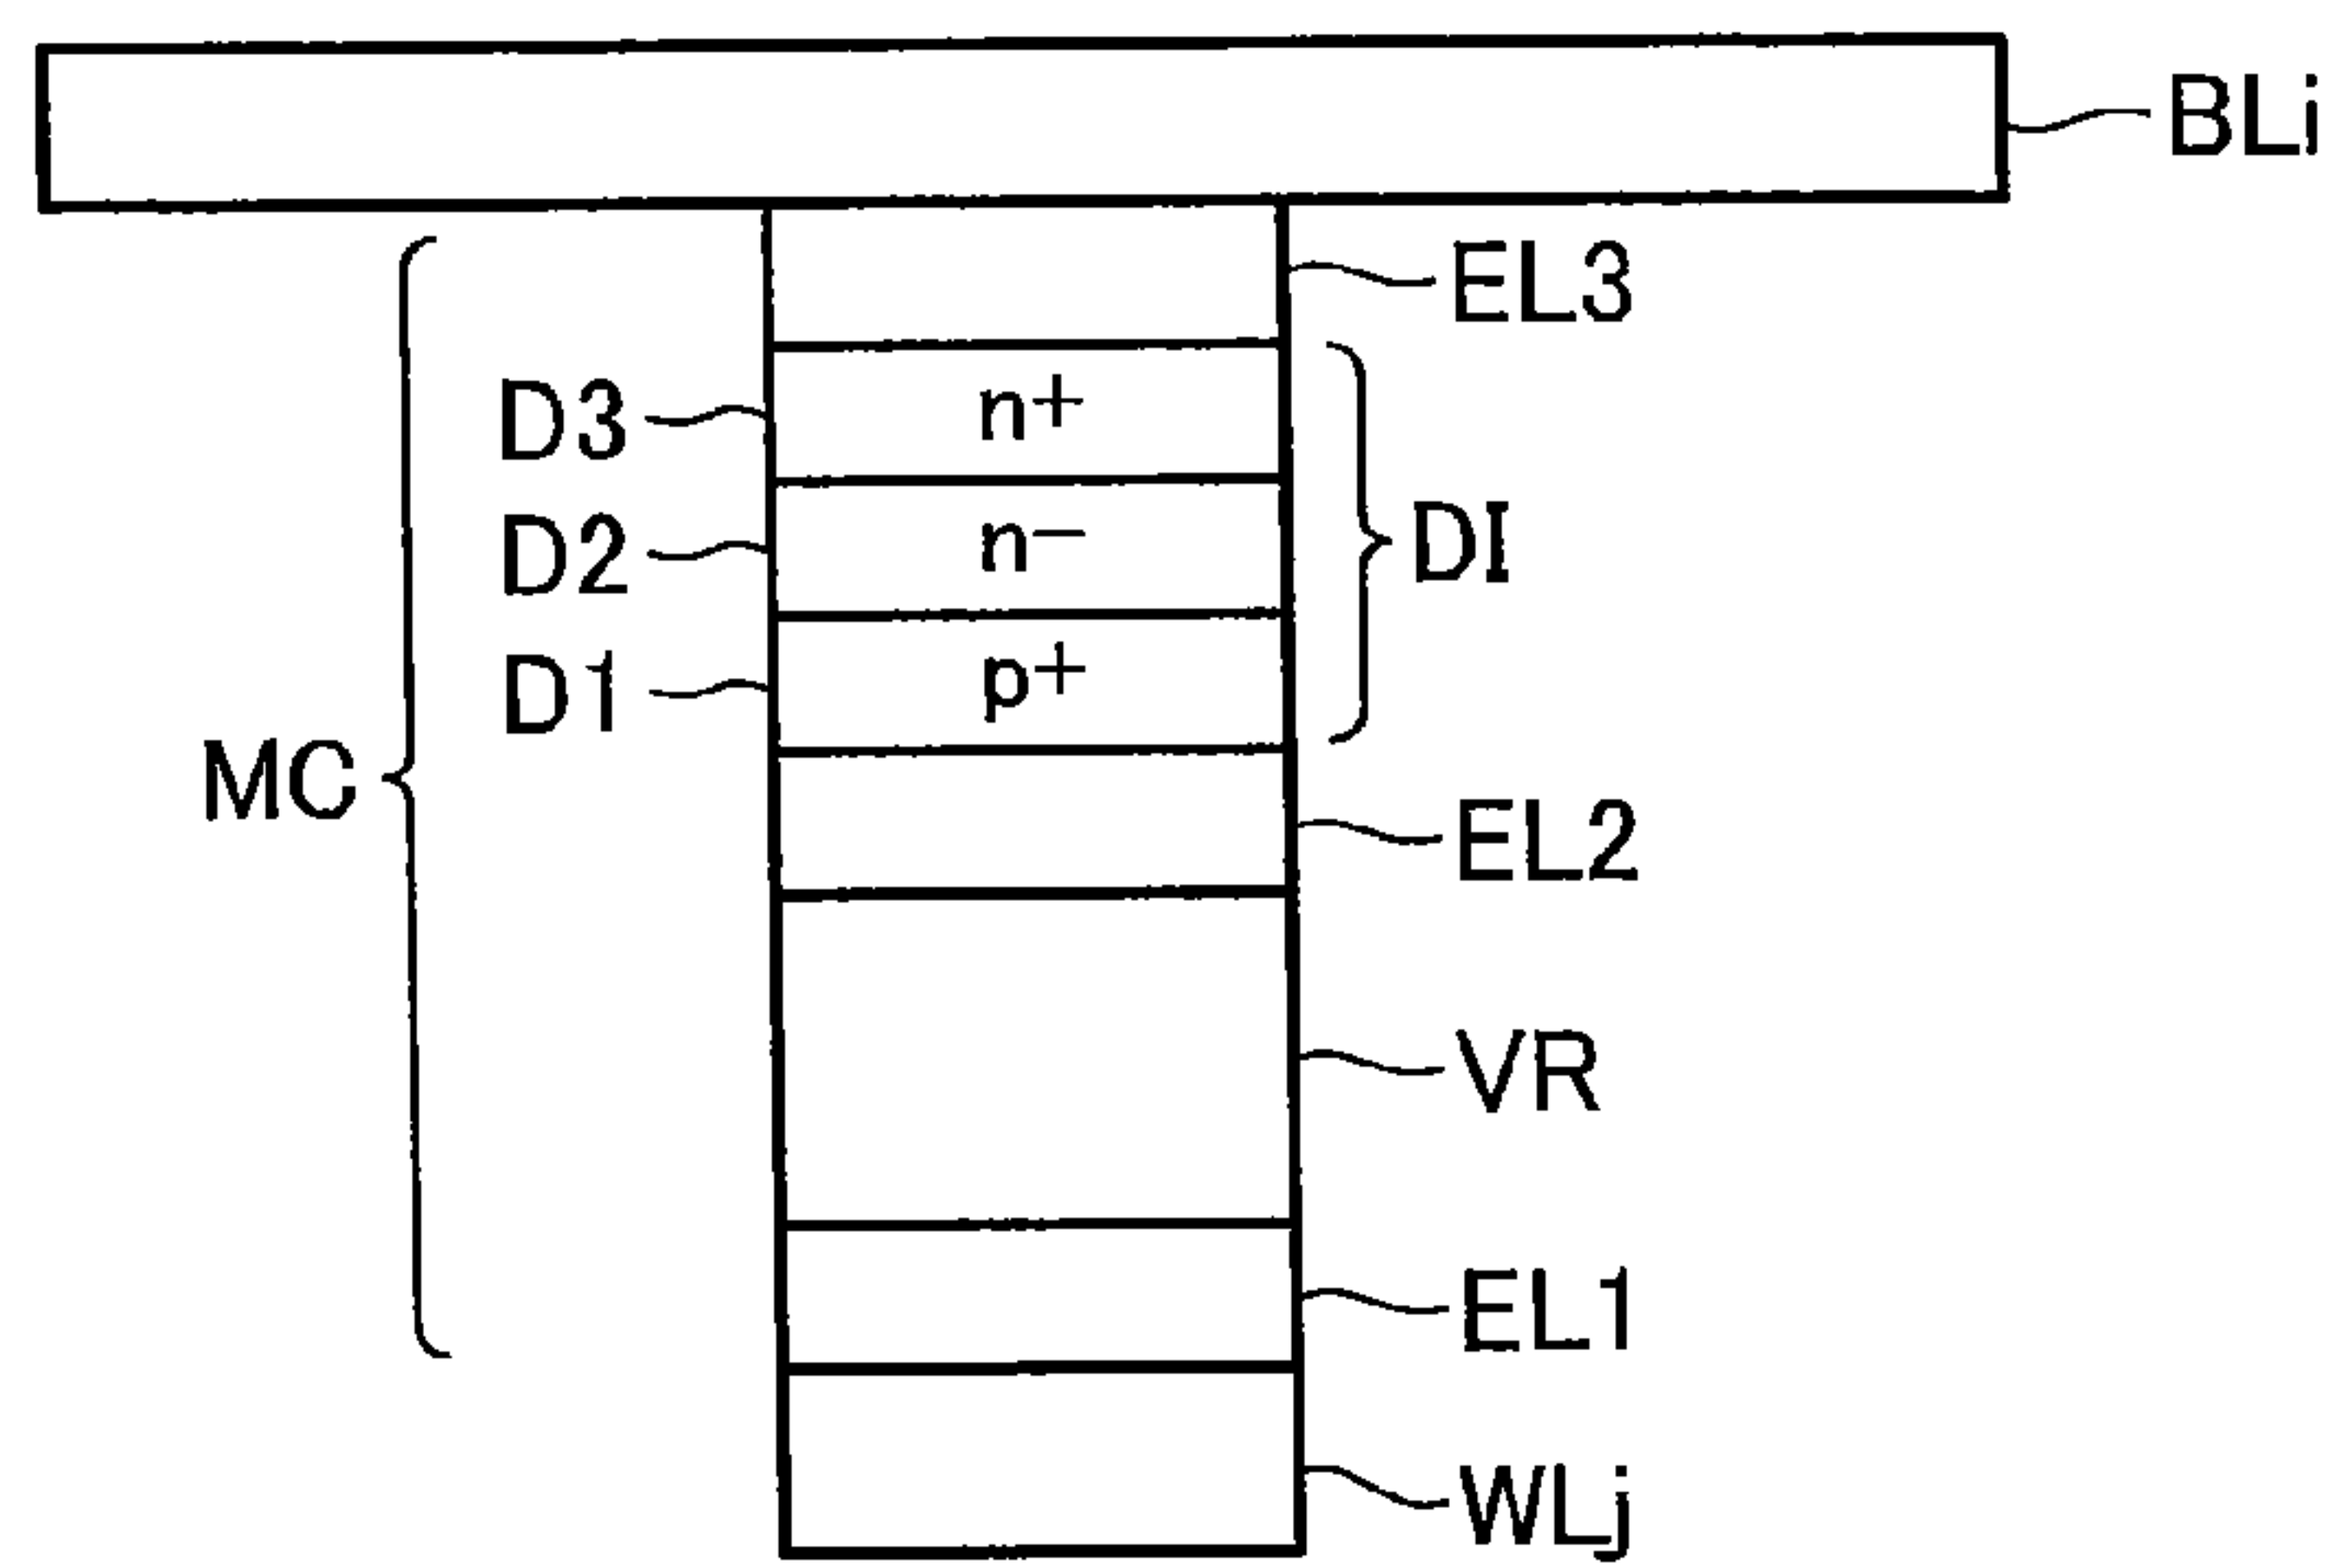 BLi
EL3
D3 n+
D2 n− DI
D1 p+
MC
EL2
VR
EL1
WLj